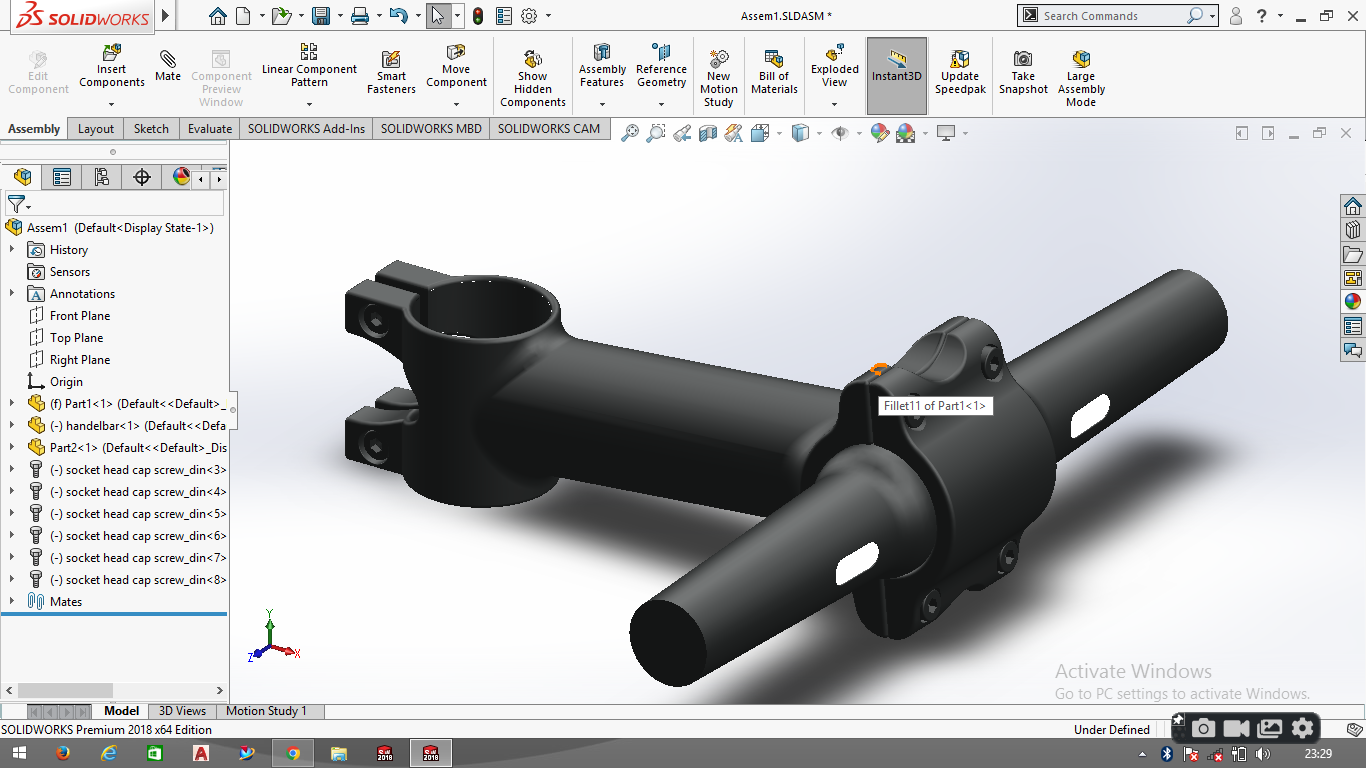 SOLIDWORKS
Assem1.SLDASM *
Search Commands
Edit Component
Insert Components
Mate
Component Preview Window
Linear Component Pattern
Smart Fasteners
Move Component
Show Hidden Components
Assembly Features
Reference Geometry
New Motion Study
Bill of Materials
Exploded View
Instant3D
Update Speedpak
Take Snapshot
Large Assembly Mode
Assembly
Layout
Sketch
Evaluate
SOLIDWORKS Add-Ins
SOLIDWORKS MBD
SOLIDWORKS CAM
Assem1 (Default<Display State-1>)
History
Sensors
Annotations
Front Plane
Top Plane
Right Plane
Origin
(f) Part1<1> (Default<<Default>_
(-) handelbar<1> (Default<<Defa
Part2<1> (Default<<Default>_Dis
(-) socket head cap screw_din<3>
(-) socket head cap screw_din<4>
(-) socket head cap screw_din<5>
(-) socket head cap screw_din<6>
(-) socket head cap screw_din<7>
(-) socket head cap screw_din<8>
Mates
Fillet11 of Part1<1>
Y
X
Z
Activate Windows
Go to PC settings to activate Windows.
Model
3D Views
Motion Study 1
SOLIDWORKS Premium 2018 x64 Edition
Under Defined
SW 2018
SW 2018
23:29